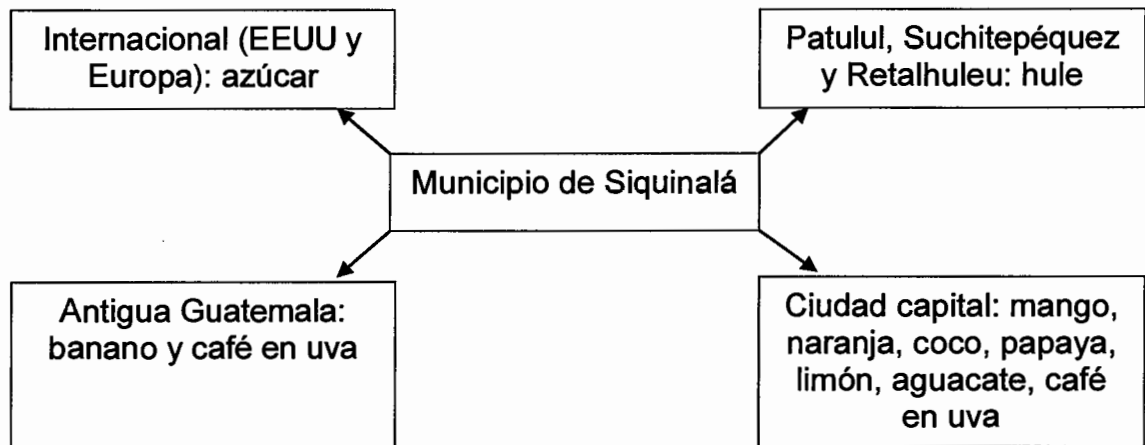 Internacional (EEUU y
Europa): azúcar
Patulul, Suchitepéquez
y Retalhuleu: hule
Municipio de Siquinalá
Antigua Guatemala:
banano y café en uva
Ciudad capital: mango,
naranja, coco, papaya,
limón, aguacate, café
en uva